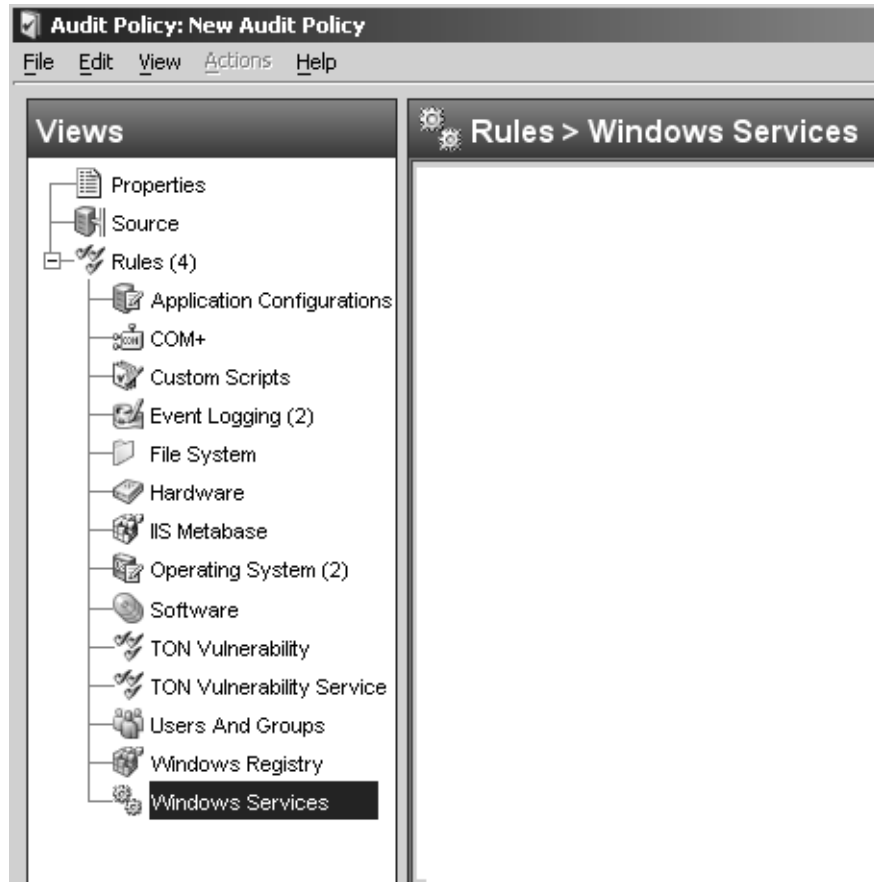 Audit Policy: New Audit Policy
File Edit View Actions Help
Views
Rules > Windows Services
Properties
Source
Rules (4)
Application Configurations
COM+
Custom Scripts
Event Logging (2)
File System
Hardware
IIS Metabase
Operating System (2)
Software
TON Vulnerability
TON Vulnerability Service
Users And Groups
Windows Registry
Windows Services